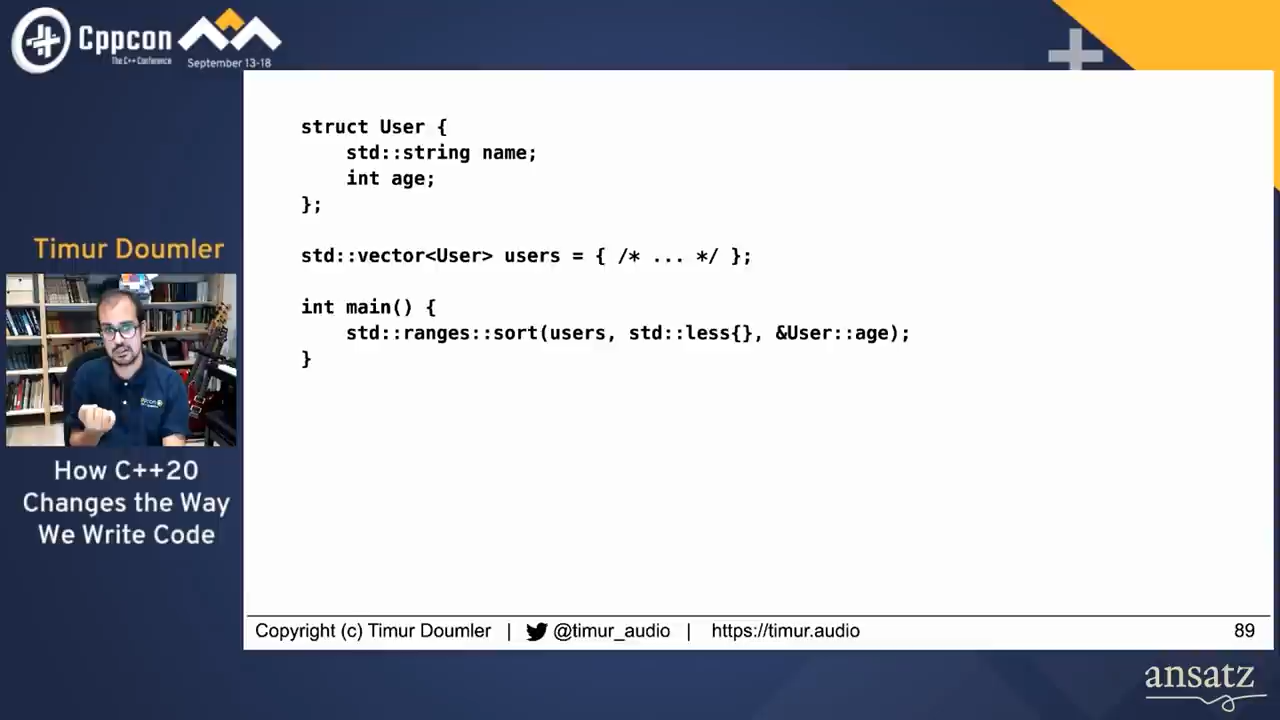 Cppcon
The C++ Conference
September 13-18
struct User {
    std::string name;
    int age;
};
std::vector<User> users = { /* ... */ };
int main() {
    std::ranges::sort(users, std::less{}, &User::age);
}
Timur Doumler
How C++20
Changes the Way
We Write Code
Copyright (c) Timur Doumler | @timur_audio | https://timur.audio 89
ansatz